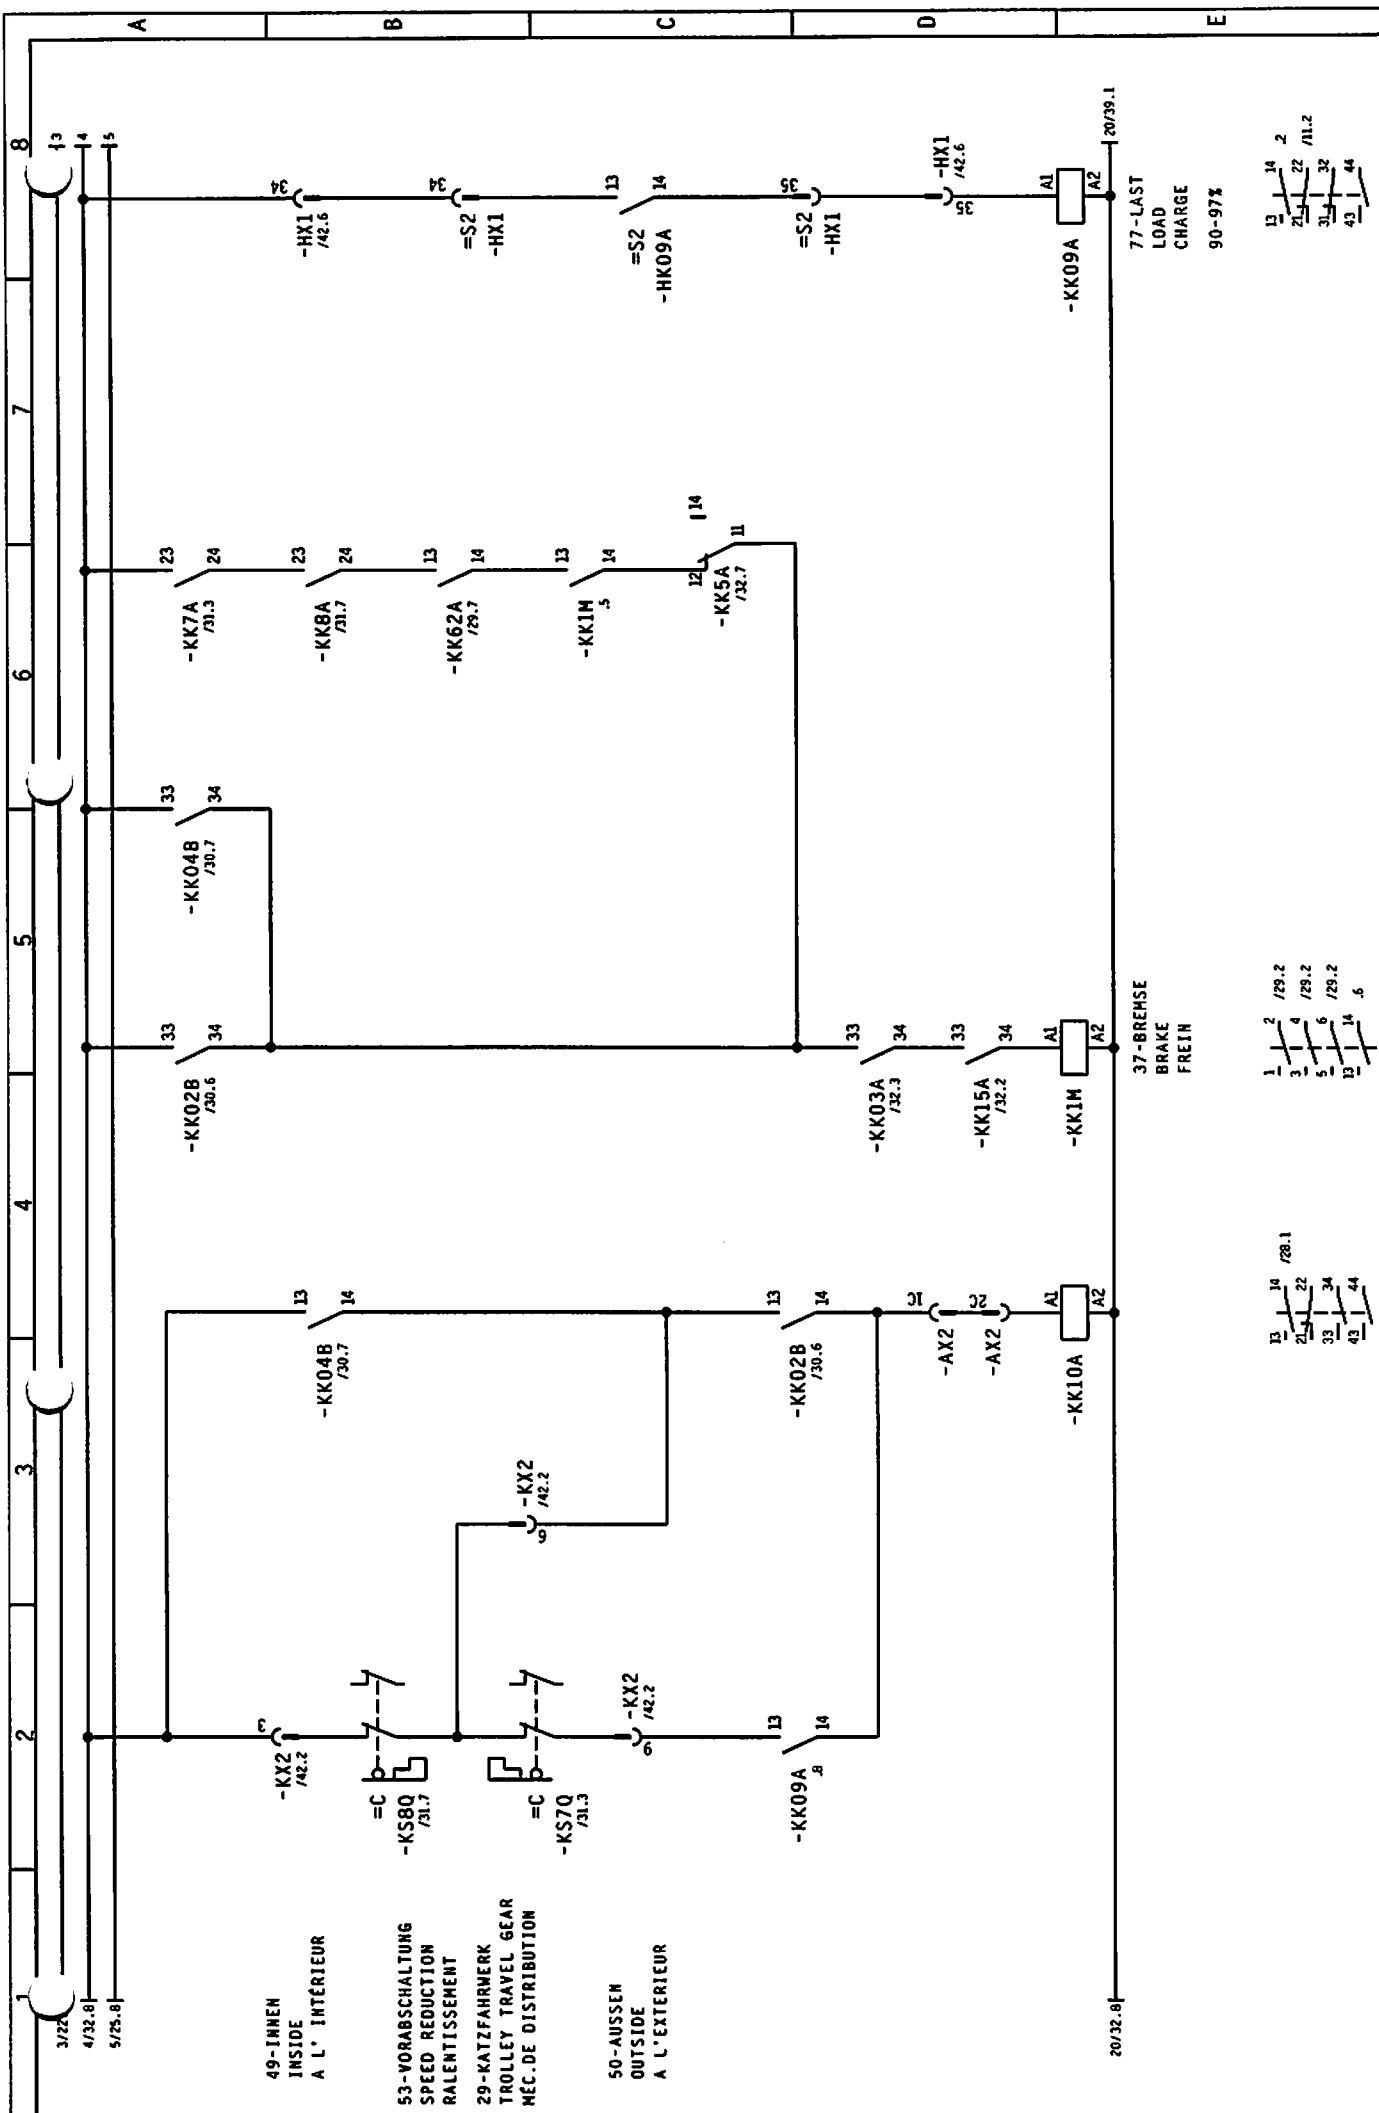 1
2
3
4
5
6
7
8
A
B
C
D
E
4/32.8
5/25.8
3
4
5
49-INNEN
INSIDE
A L' INTÉRIEUR
53-VORABSCHALTUNG
SPEED REDUCTION
RALENTISSEMENT
29-KATZFAHRWERK
TROLLEY TRAVEL GEAR
MÉC.DE DISTRIBUTION
50-AUSSEN
OUTSIDE
A L'EXTERIEUR
20/32.8
3
-KX2
/42.2
=C
-KS8Q
/31.7
=C
-KS7Q
/31.3
-KX2
/42.2
9
13
14
-KK09A
.8
-KX2
/42.2
6
13
14
-KK04B
/30.7
13
14
-KK02B
/30.6
1C
-AX2
2C
-AX2
A1
A2
-KK10A
13 14 /28.1
21 22
33 34
43 44
33
34
-KK02B
/30.6
33
34
-KK04B
/30.7
33
34
-KK03A
/32.3
33
34
-KK15A
/32.2
A1
A2
-KK1M
37-BREMSE
BRAKE
FREIN
1 2 /29.2
3 4 /29.2
5 6 /29.2
13 14 .6
23
24
-KK7A
/31.3
23
24
-KK8A
/31.7
13
14
-KK62A
/29.7
13
14
-KK1M
.5
12
14
11
-KK5A
/32.7
34
-HX1
/42.6
34
=S2
-HX1
13
14
=S2
-HK09A
35
=S2
-HX1
-HX1
/42.6
35
A1
A2
-KK09A
20/39.1
77-LAST
LOAD
CHARGE
90-97%
13 14 .2
21 22 /11.2
31 32
43 44